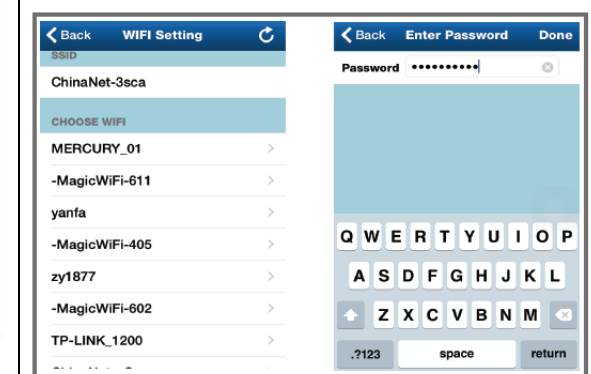 Back WIFI Setting
SSID
ChinaNet-3sca
CHOOSE WIFI
MERCURY_01
-MagicWiFi-611
yanfa
-MagicWiFi-405
zy1877
-MagicWiFi-602
TP-LINK_1200
Back Enter Password Done
Password ••••••••••
Q W E R T Y U I O P
A S D F G H J K L
Z X C V B N M
.?123 space return